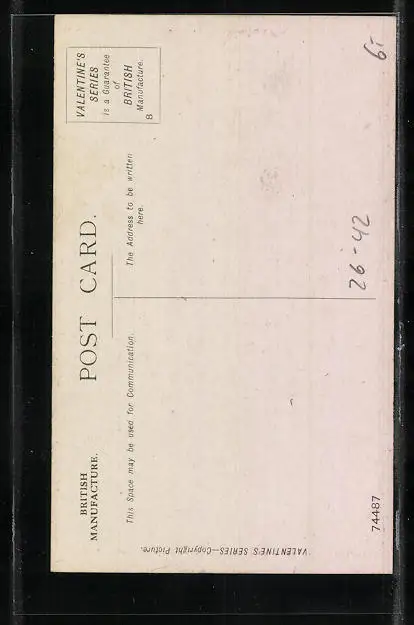 BRITISH
MANUFACTURE.
POST CARD.
VALENTINE'S
SERIES
is a Guarantee
of
BRITISH
Manufacture.
8
This Space may be used for Communication.
The Address to be written
here.
VALENTINE'S SERIES—Copyright Picture.
74487
26-42